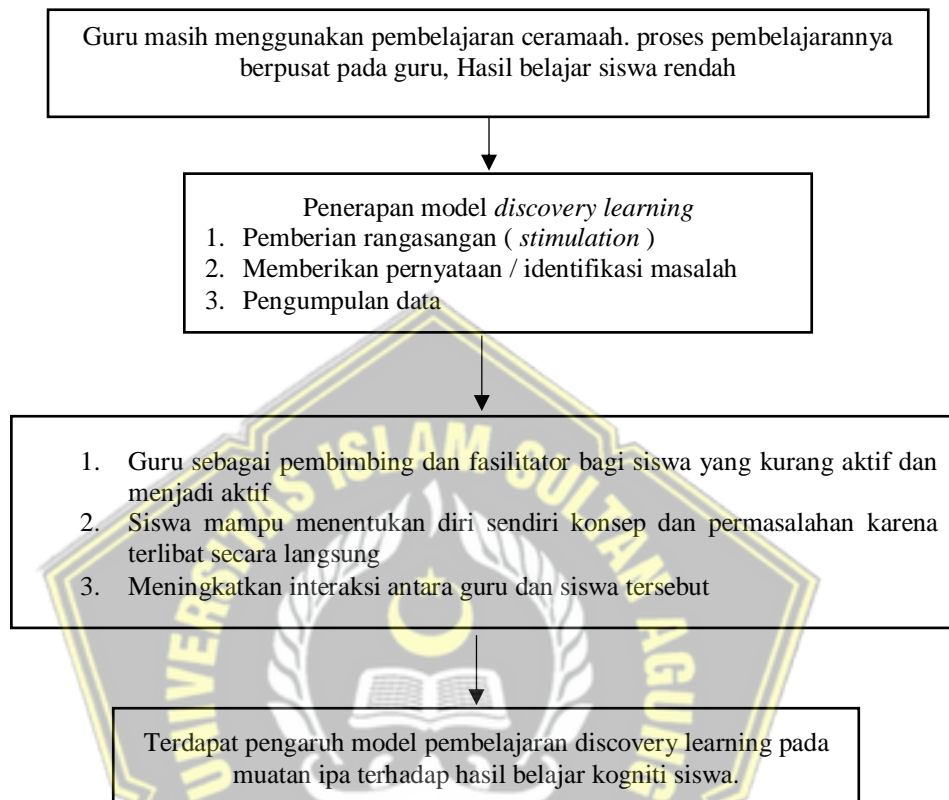 Guru masih menggunakan pembelajaran ceramaah. proses pembelajarannya
berpusat pada guru, Hasil belajar siswa rendah
Penerapan model discovery learning
1. Pemberian rangasangan ( stimulation )
2. Memberikan pernyataan / identifikasi masalah
3. Pengumpulan data
1. Guru sebagai pembimbing dan fasilitator bagi siswa yang kurang aktif dan
menjadi aktif
2. Siswa mampu menentukan diri sendiri konsep dan permasalahan karena
terlibat secara langsung
3. Meningkatkan interaksi antara guru dan siswa tersebut
UNIVERSITAS ISLAM SULTAN AGUNG
Terdapat pengaruh model pembelajaran discovery learning pada
muatan ipa terhadap hasil belajar kogniti siswa.